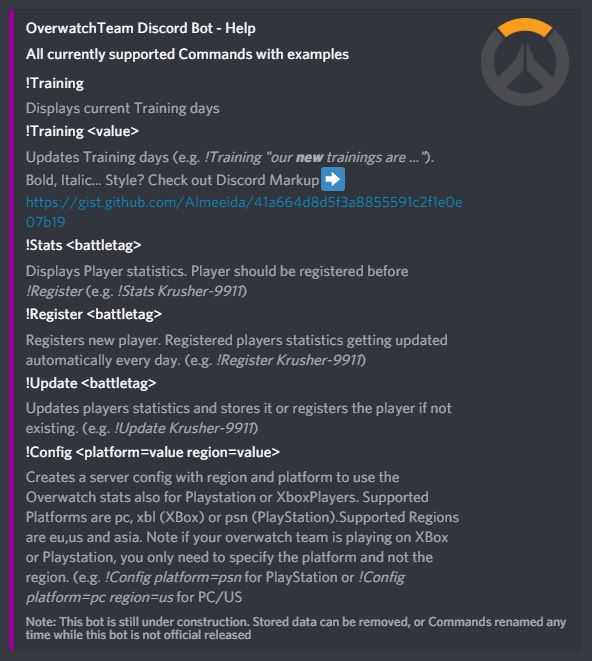 OverwatchTeam Discord Bot - Help
All currently supported Commands with examples
!Training
Displays current Training days
!Training <value>
Updates Training days (e.g. !Training "our new trainings are ...").
Bold, Italic... Style? Check out Discord Markup
https://gist.github.com/Almeeida/41a664d8d5f3a8855591c2f1e0e
07b19
!Stats <battletag>
Displays Player statistics. Player should be registered before
!Register (e.g. !Stats Krusher-9911)
!Register <battletag>
Registers new player. Registered players statistics getting updated
automatically every day. (e.g. !Register Krusher-9911)
!Update <battletag>
Updates players statistics and stores it or registers the player if not
existing. (e.g. !Update Krusher-9911)
!Config <platform=value region=value>
Creates a server config with region and platform to use the
Overwatch stats also for Playstation or XboxPlayers. Supported
Platforms are pc, xbl (XBox) or psn (PlayStation).Supported Regions
are eu,us and asia. Note if your overwatch team is playing on XBox
or Playstation, you only need to specify the platform and not the
region. (e.g. !Config platform=psn for PlayStation or !Config
platform=pc region=us for PC/US
Note: This bot is still under construction. Stored data can be removed, or Commands renamed any
time while this bot is not official released